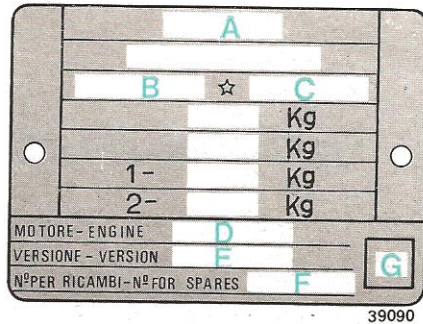 A
B ☆ C
Kg
Kg
1- Kg
2- Kg
MOTORE - ENGINE D
VERSIONE - VERSION E
NºPER RICAMBI-NºFOR SPARES F
G
39090